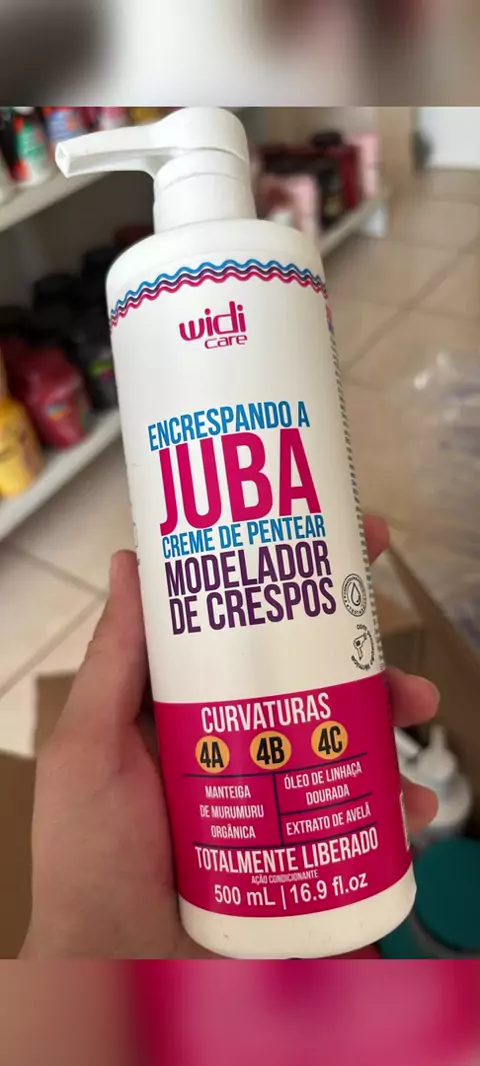 widi
care
ENCRESPANDO A
JUBA
CREME DE PENTEAR
MODELADOR
DE CRESPOS
CURVATURAS
4A 4B 4C
MANTEIGA
DE MURUMURU
ORGÂNICA
ÓLEO DE LINHAÇA
DOURADA
EXTRATO DE AVELÃ
TOTALMENTE LIBERADO
AÇÃO CONDICIONANTE
500 mL | 16.9 fl.oz